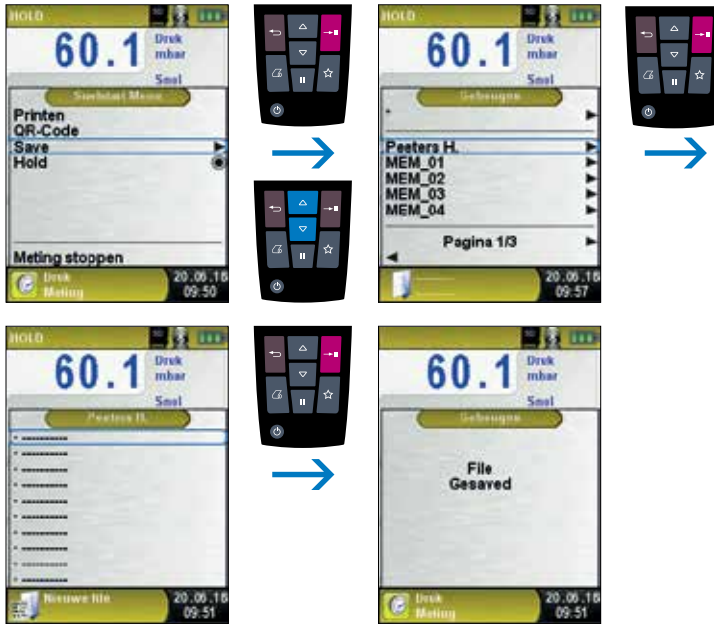 HOLD
60.1 Druk
mbar
Snel
Snelstart Menu
Printen
QR-Code
Save
Hold
Meting stoppen
Druk 20.06.16
Meting 09:50
HOLD
60.1 Druk
mbar
Snel
Geheugen
Peeters H.
MEM_01
MEM_02
MEM_03
MEM_04
Pagina 1/3
20.06.16
09:57
HOLD
60.1 Druk
mbar
Snel
Peeters H.
Nieuwe file 20.06.16
09:51
HOLD
60.1 Druk
mbar
Snel
Geheugen
File
Gesaved
Druk 20.06.16
Meting 09:51